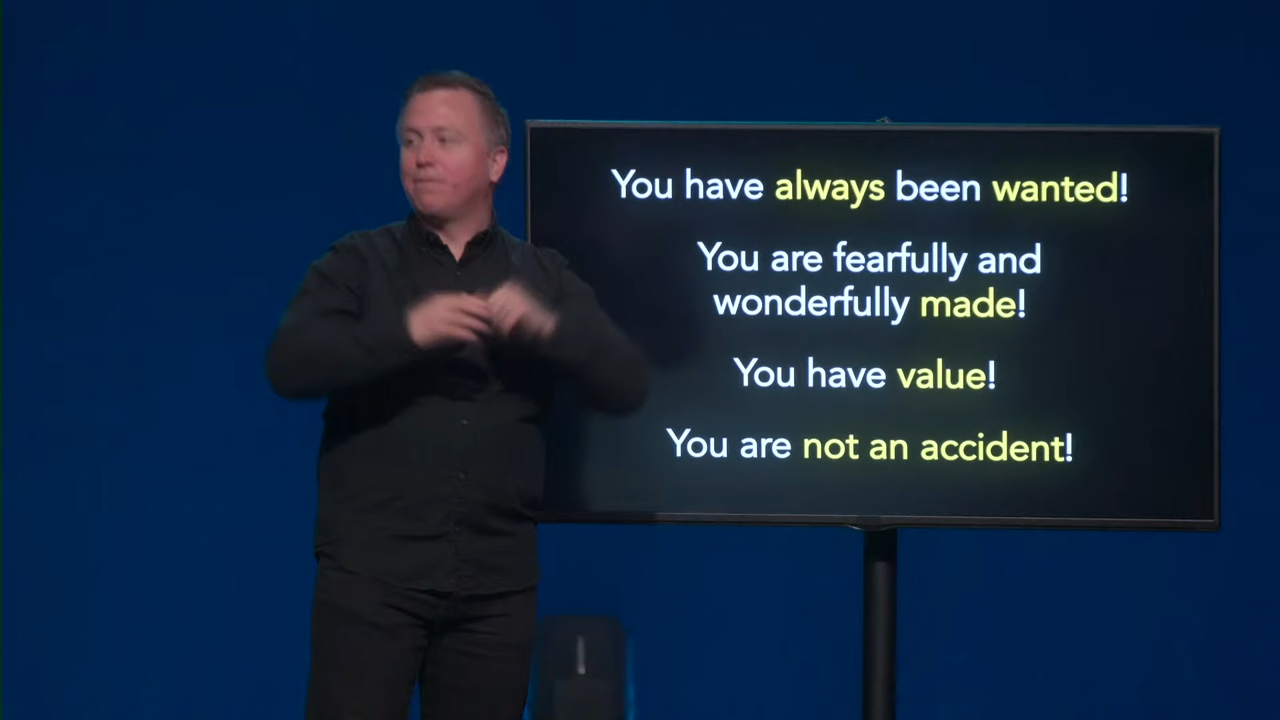 You have always been wanted!
You are fearfully and
wonderfully made!
You have value!
You are not an accident!